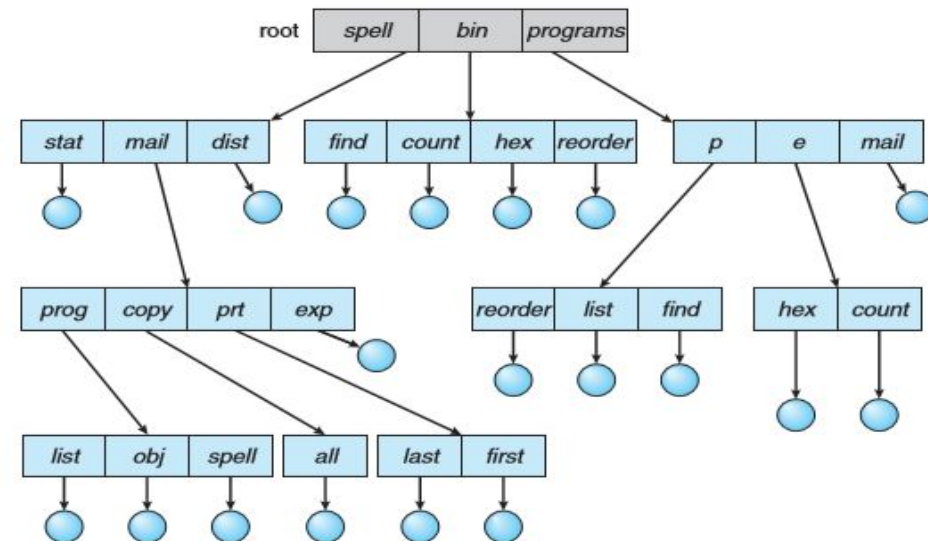 root spell bin programs
stat mail dist find count hex reorder p e mail
prog copy prt exp reorder list find hex count
list obj spell all last first